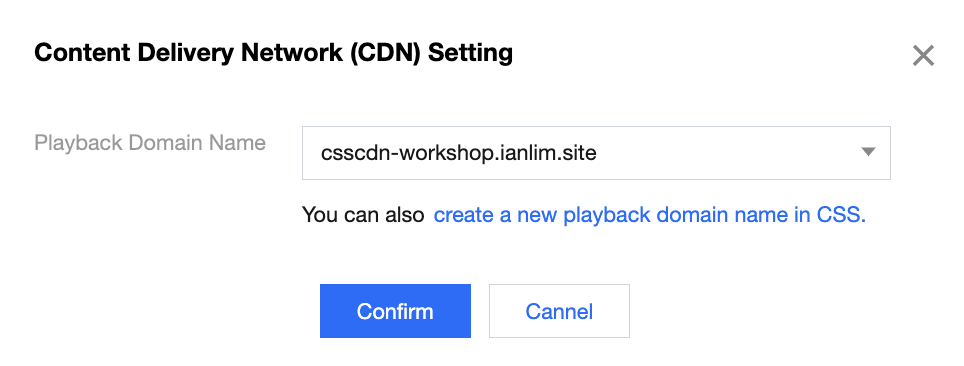 Content Delivery Network (CDN) Setting
Playback Domain Name
csscdn-workshop.ianlim.site
You can also create a new playback domain name in CSS.
Confirm
Cannel